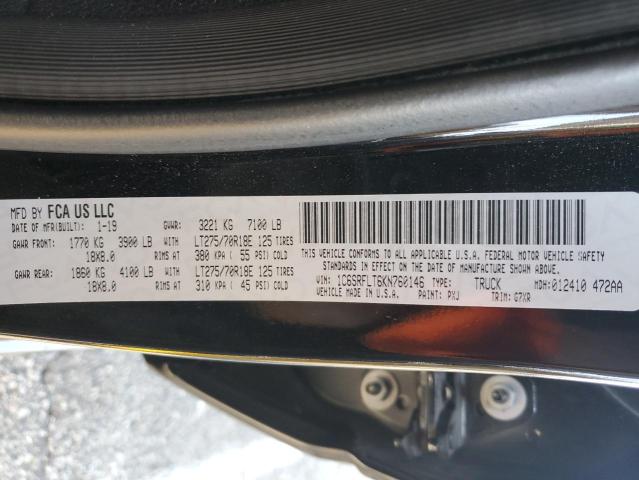 MFD BY FCA US LLC
DATE OF MFR(BUILT): 1-19 GVWR: 3221 KG 7100 LB
GAWR FRONT: 1770 KG 3900 LB WITH LT275/70R18E 125 TIRES
18X8.0 RIMS AT 380 KPA ( 55 PSI) COLD
GAWR REAR: 1860 KG 4100 LB WITH LT275/70R18E 125 TIRES
18X8.0 RIMS AT 310 KPA ( 45 PSI) COLD
THIS VEHICLE CONFORMS TO ALL APPLICABLE U.S.A. FEDERAL MOTOR VEHICLE SAFETY
STANDARDS IN EFFECT ON THE DATE OF MANUFACTURE SHOWN ABOVE
VIN: 1C6SRFLT6KN760146 TYPE: TRUCK MDH: 012410 472AA
VEHICLE MADE IN U.S.A. PAINT: PXJ TRIM: G7XR